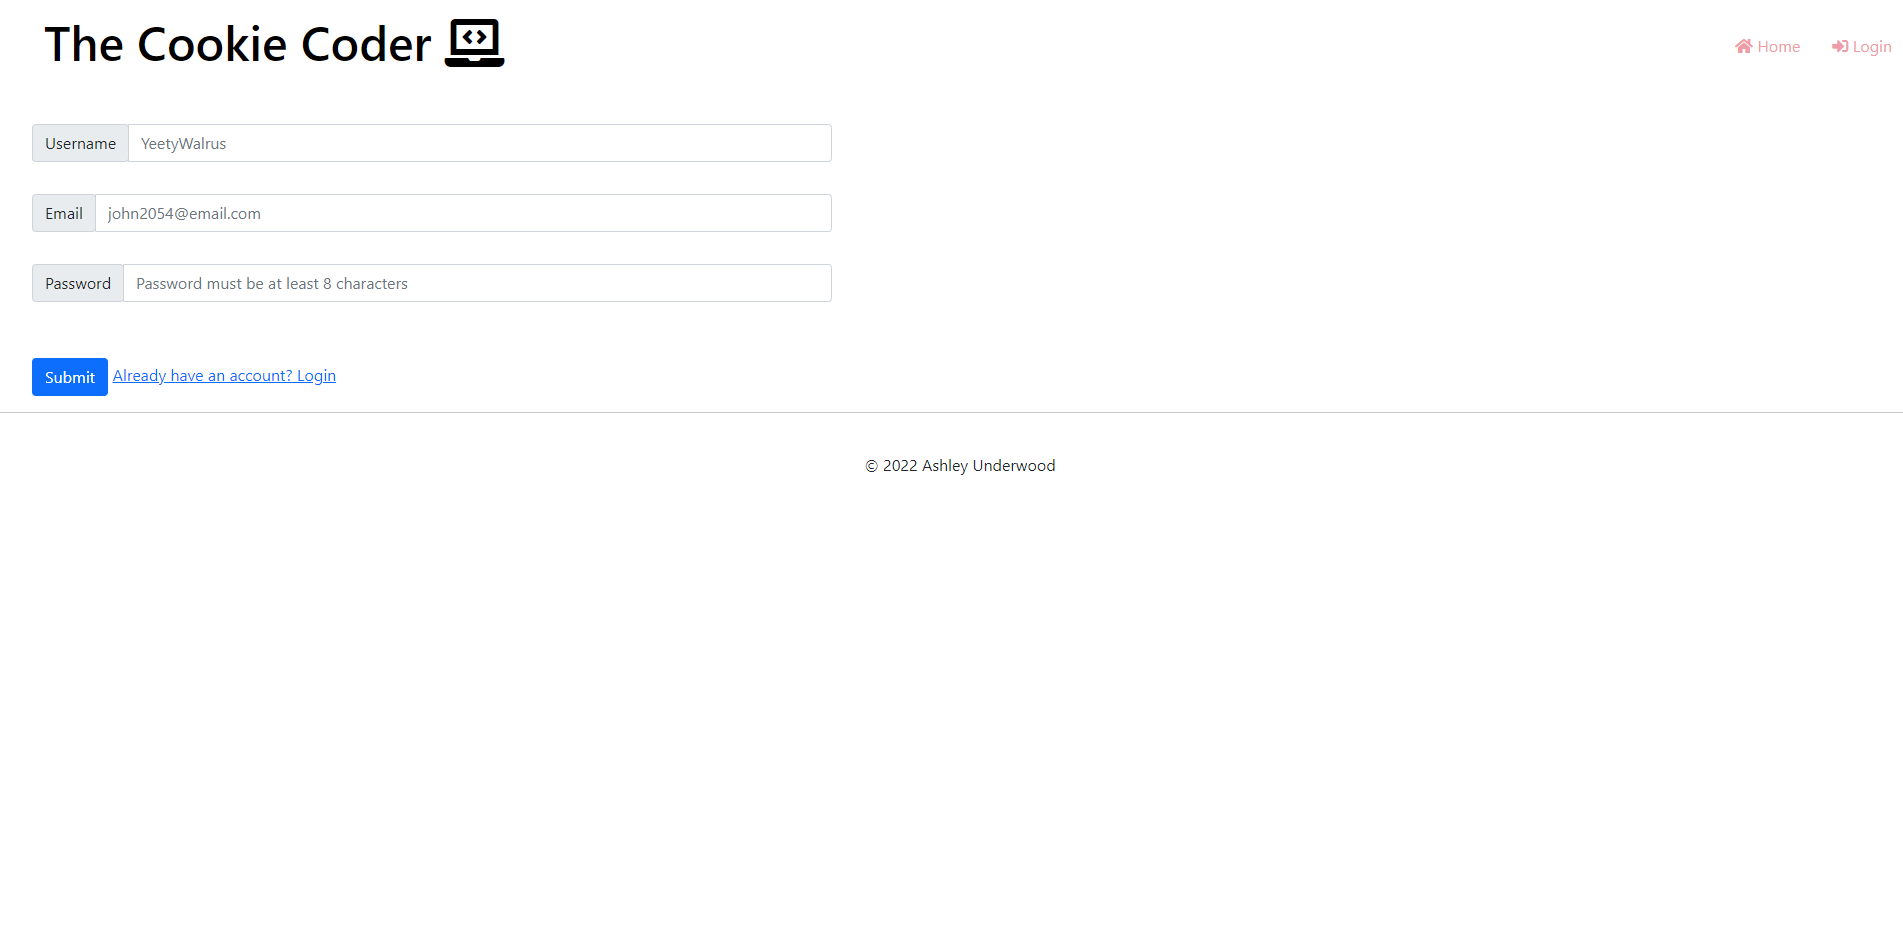 The Cookie Coder
Home Login
Username YeetyWalrus
Email john2054@email.com
Password Password must be at least 8 characters
Submit Already have an account? Login
© 2022 Ashley Underwood